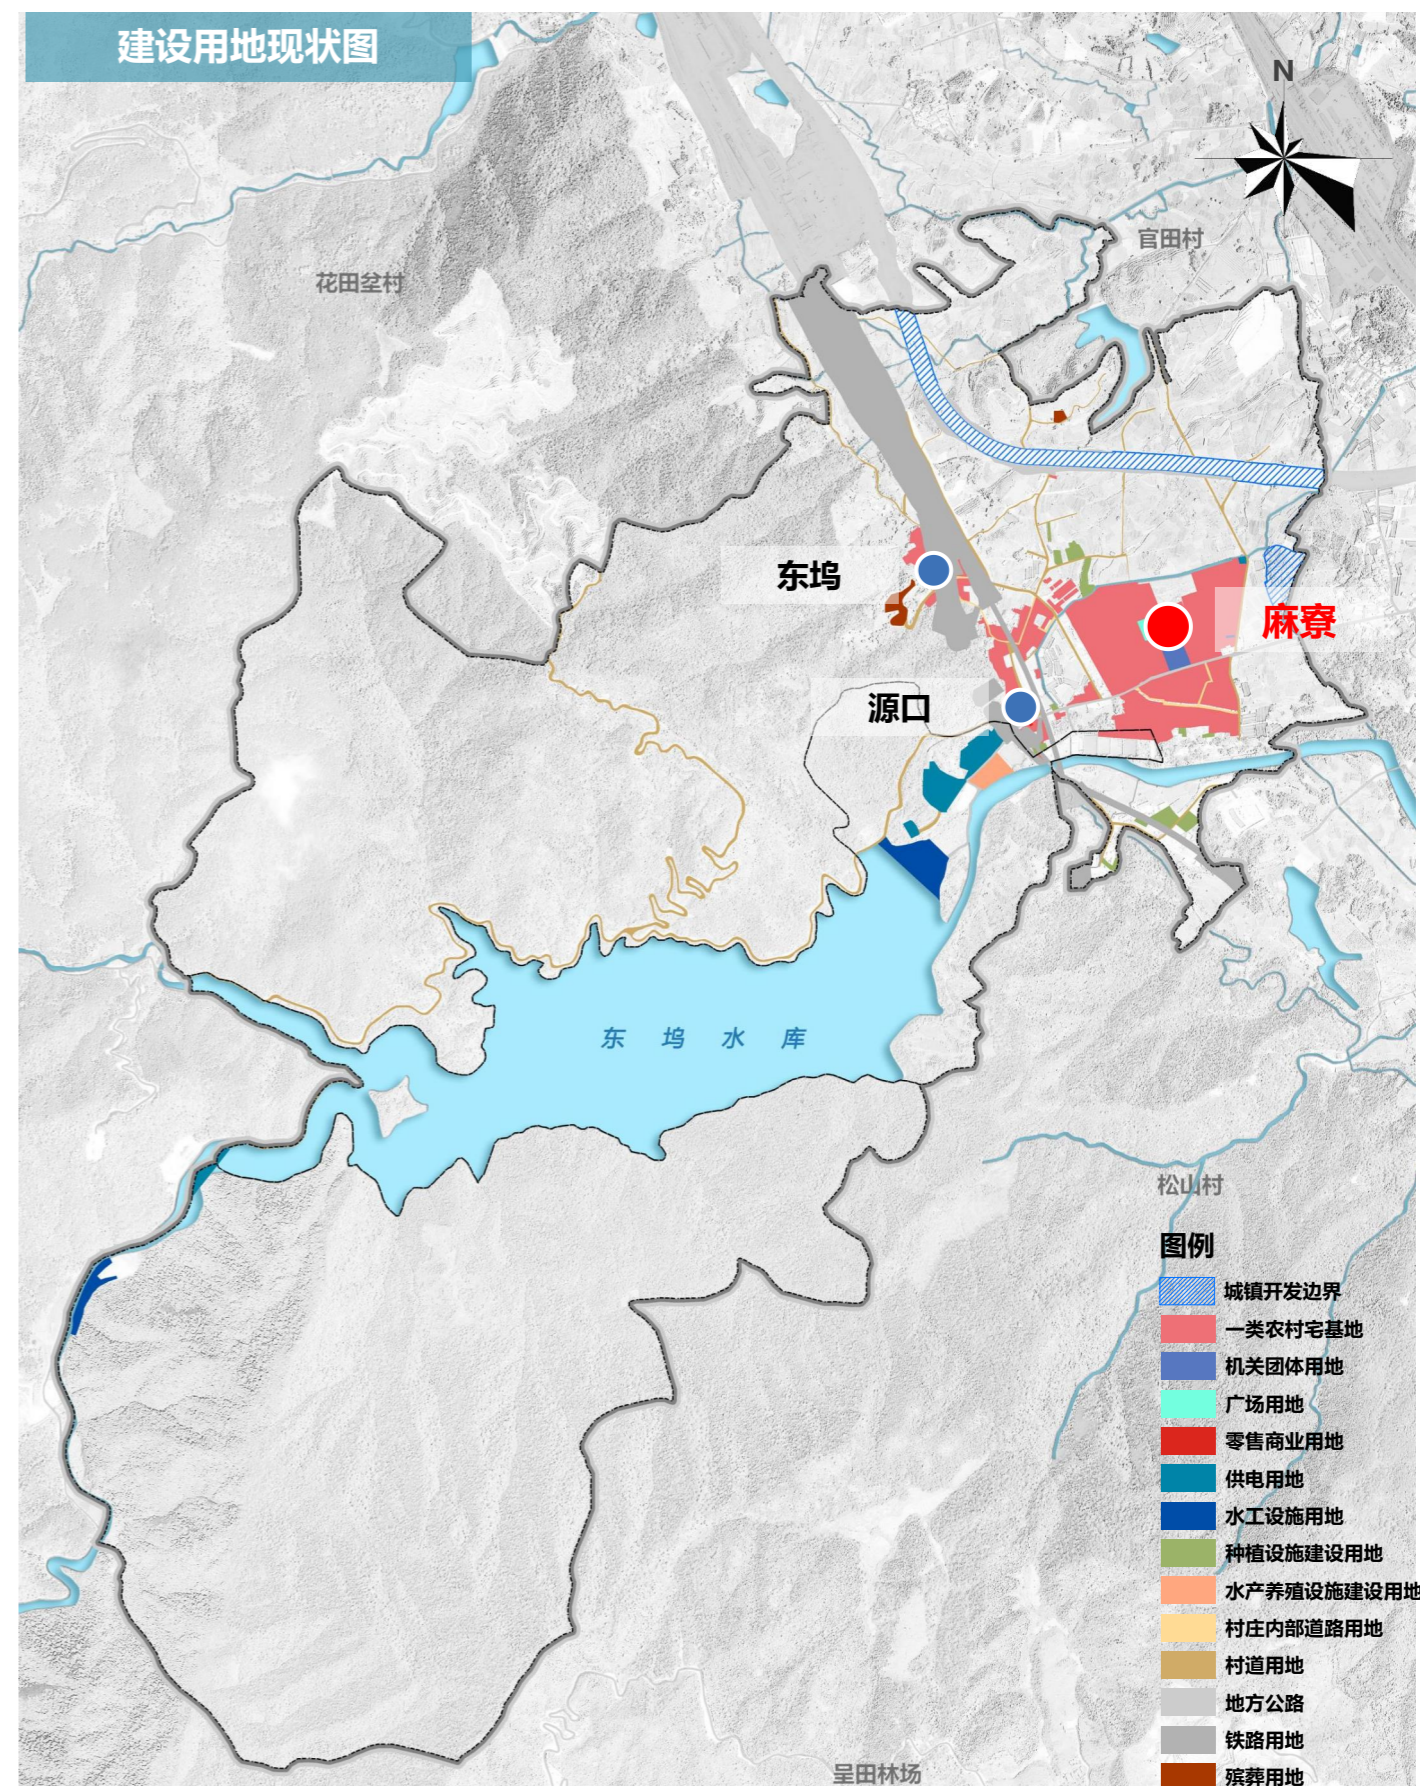 建设用地现状图
N
官田村
花田坌村
东坞
麻寮
源口
东坞水库
松山村
图例
城镇开发边界
一类农村宅基地
机关团体用地
广场用地
零售商业用地
供电用地
水工设施用地
种植设施建设用地
水产养殖设施建设用地
村庄内部道路用地
村道用地
地方公路
铁路用地
殡葬用地
呈田林场